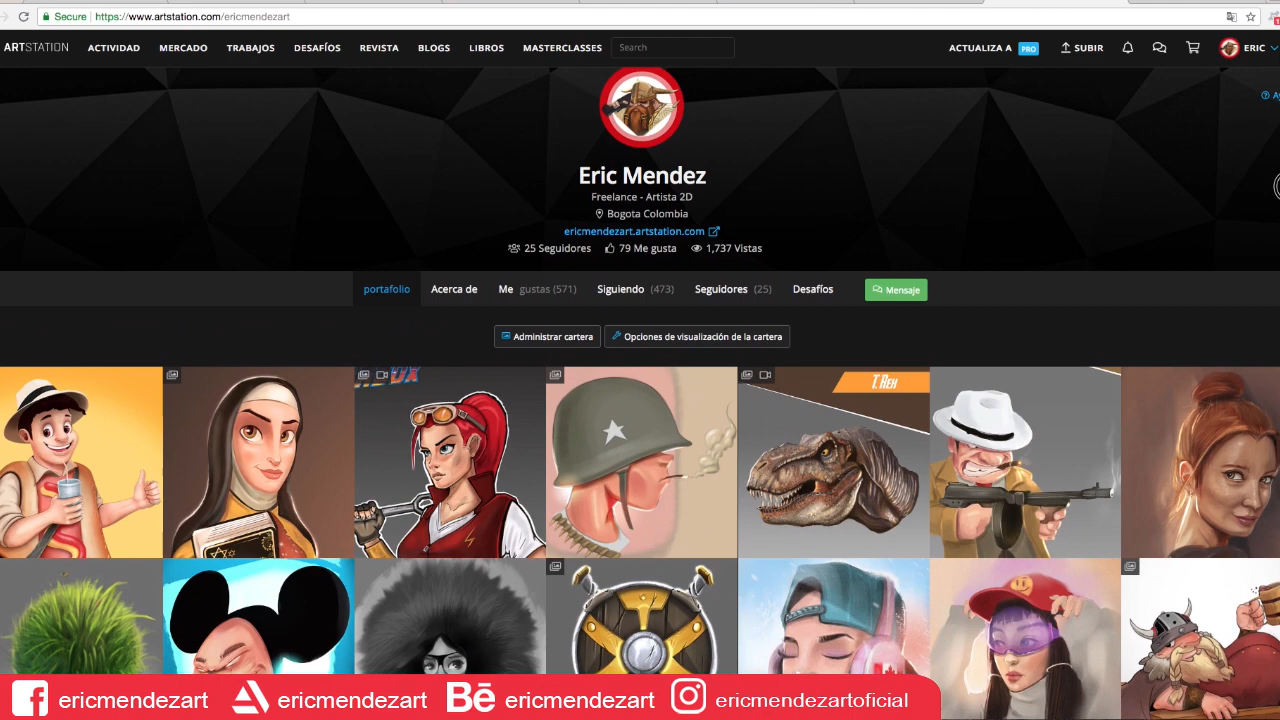 Secure https://www.artstation.com/ericmendezart
ARTSTATION ACTIVIDAD MERCADO TRABAJOS DESAFÍOS REVISTA BLOGS LIBROS MASTERCLASSES Search ACTUALIZA A PRO SUBIR ERIC
Eric Mendez
Freelance - Artista 2D
Bogota Colombia
ericmendezart.artstation.com
25 Seguidores 79 Me gusta 1,737 Vistas
portafolio Acerca de Me gustas (571) Siguiendo (473) Seguidores (25) Desafíos Mensaje
Administrar cartera Opciones de visualización de la cartera
T.REX
ericmendezart ericmendezart Bē ericmendezart ericmendezartoficial